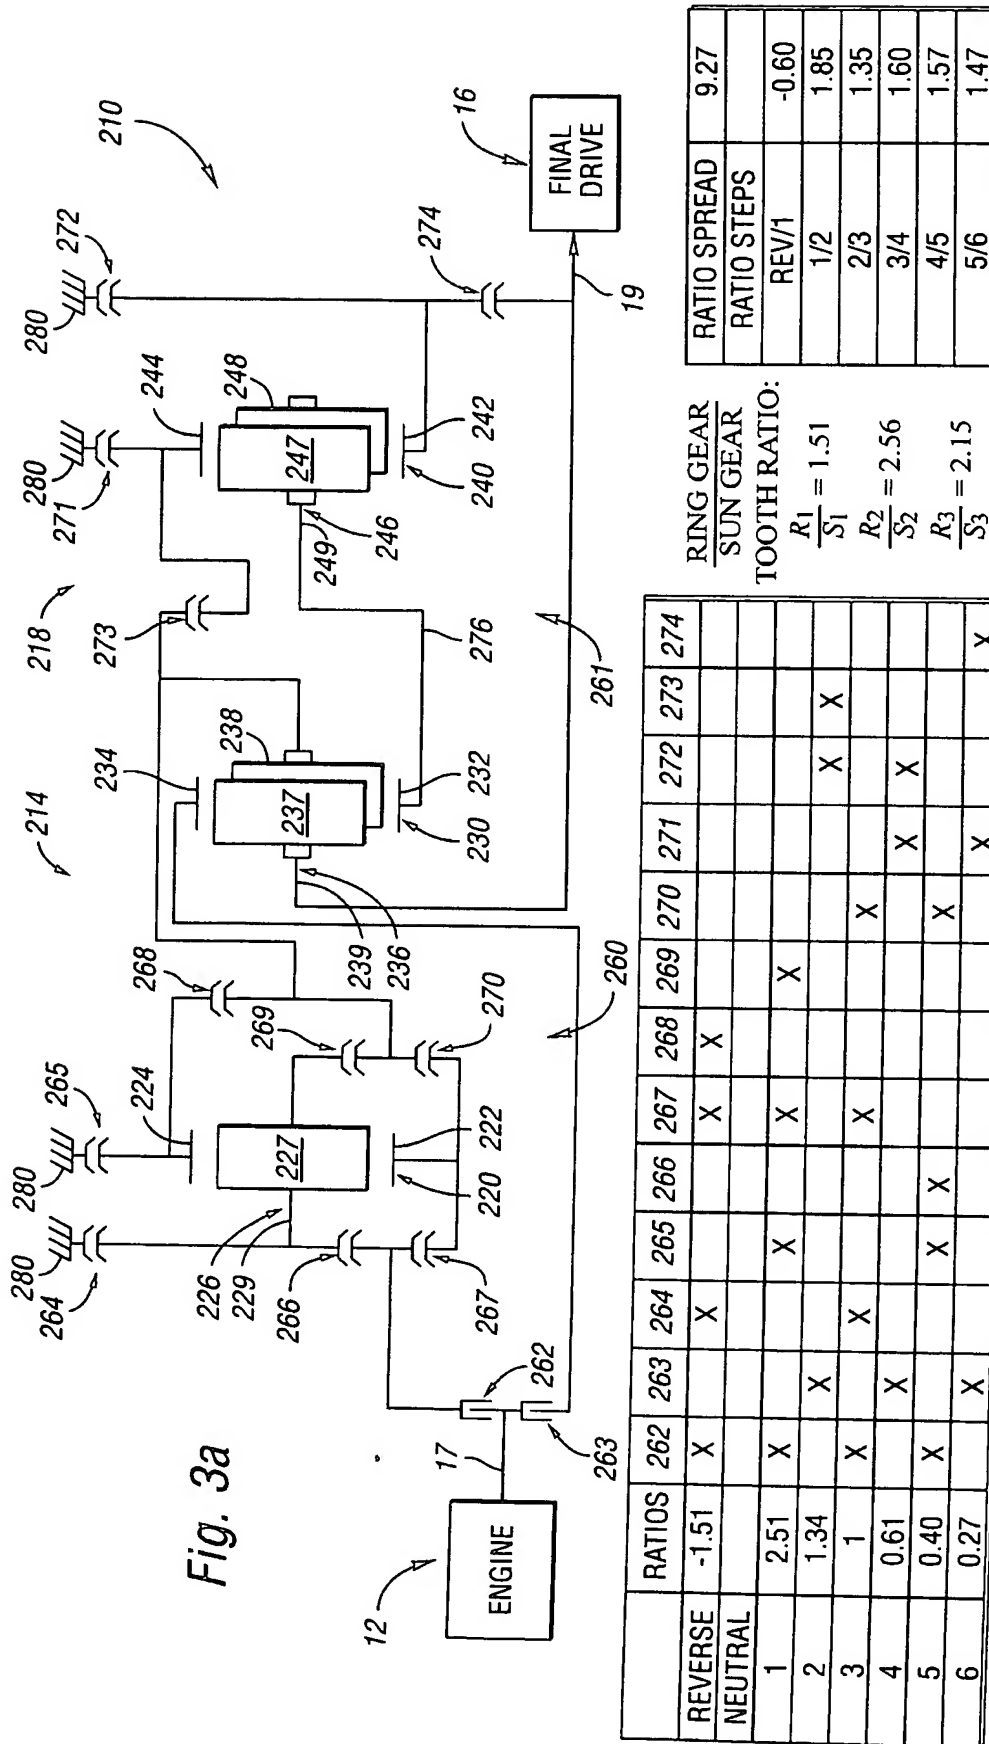 Fig. 3a
214
218
210
280
264
280
265
224
268
234
273
280
271
244
280
272
226
229
227
269
238
237
248
247
274
16
FINAL
DRIVE
266
267
220
222
270
239
236
230
232
249
246
240
242
276
19
12
ENGINE
17
262
263
260
261
RATIOS 262 263 264 265 266 267 268 269 270 271 272 273 274
REVERSE -1.51 X X X X
NEUTRAL
1 2.51 X X X X
2 1.34 X X X
3 1 X X X X
4 0.61 X X X
5 0.40 X X X X
6 0.27 X X X
RING GEAR
SUN GEAR
TOOTH RATIO:
R1/S1 = 1.51
R2/S2 = 2.56
R3/S3 = 2.15
RATIO SPREAD 9.27
RATIO STEPS
REV/1 -0.60
1/2 1.85
2/3 1.35
3/4 1.60
4/5 1.57
5/6 1.47